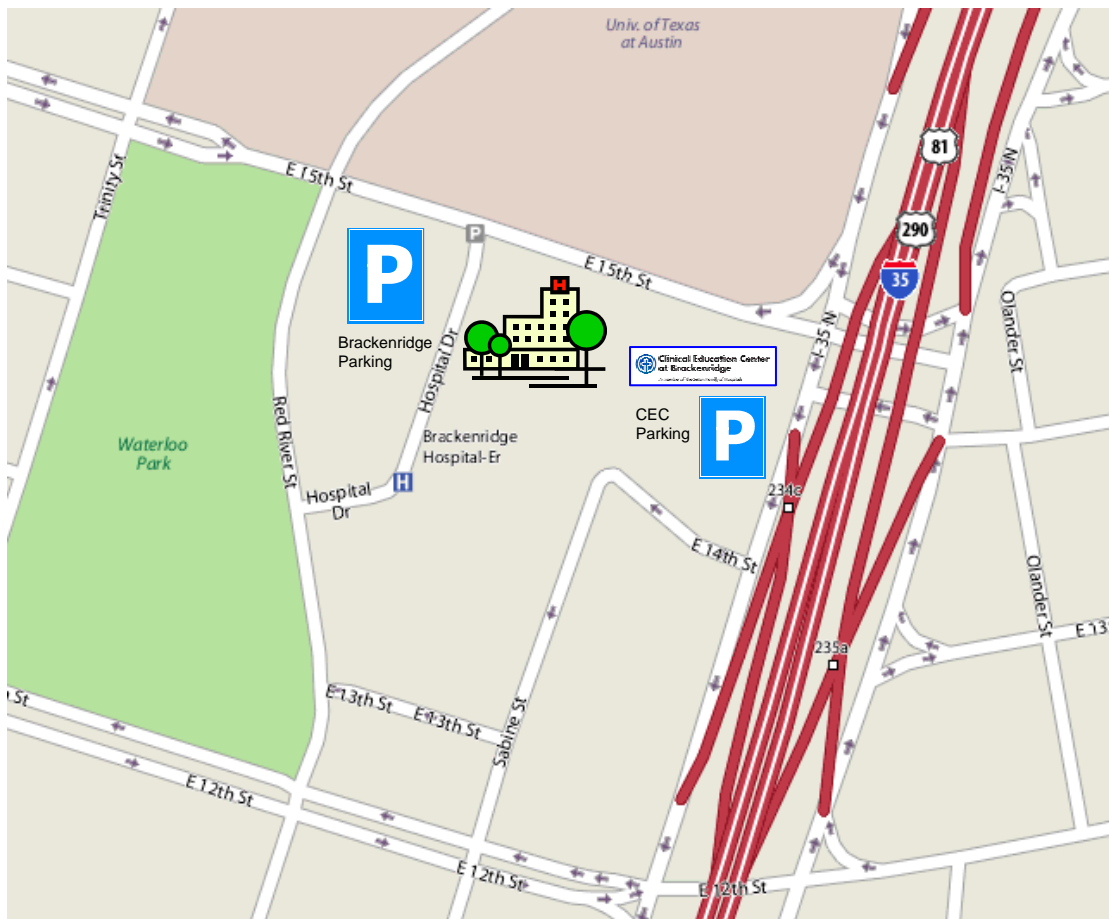 Univ. of Texas
at Austin
81
I-35 N
Trinity St
E 15th St
290
P
P
E 15th St
35
H
Olander St
Brackenridge
Parking
Hospital Dr
I-35 N
Clinical Education Center
at Brackenridge
CEC
Parking
P
Red River St
Waterloo
Park
Brackenridge
Hospital-Er
H
Hospital
Dr
234c
E 14th St
Olander St
E 13
235a
St
E 13th St
E 13th St
Sabine St
E 12th St
E 12th St
E 12th St